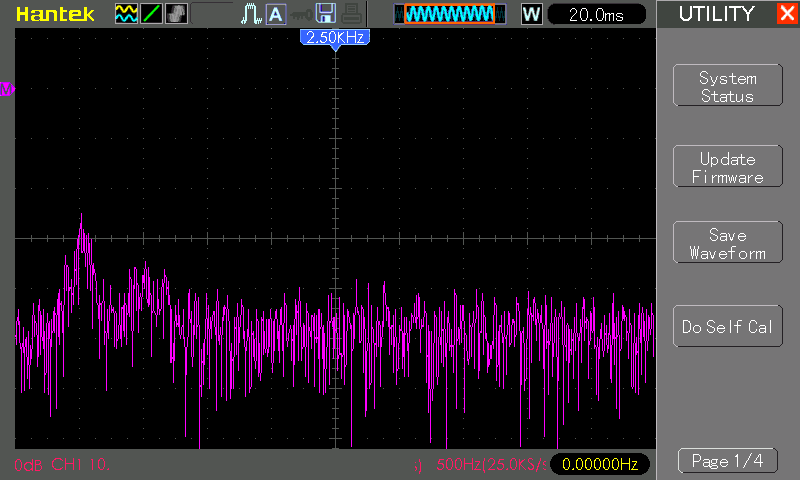 Hantek
A
W
20.0ms
UTILITY
2.50KHz
M
System
Status
Update
Firmware
Save
Waveform
Do Self Cal
CH1 10.
500Hz(25.0KS/s
0.00000Hz
Page 1/4